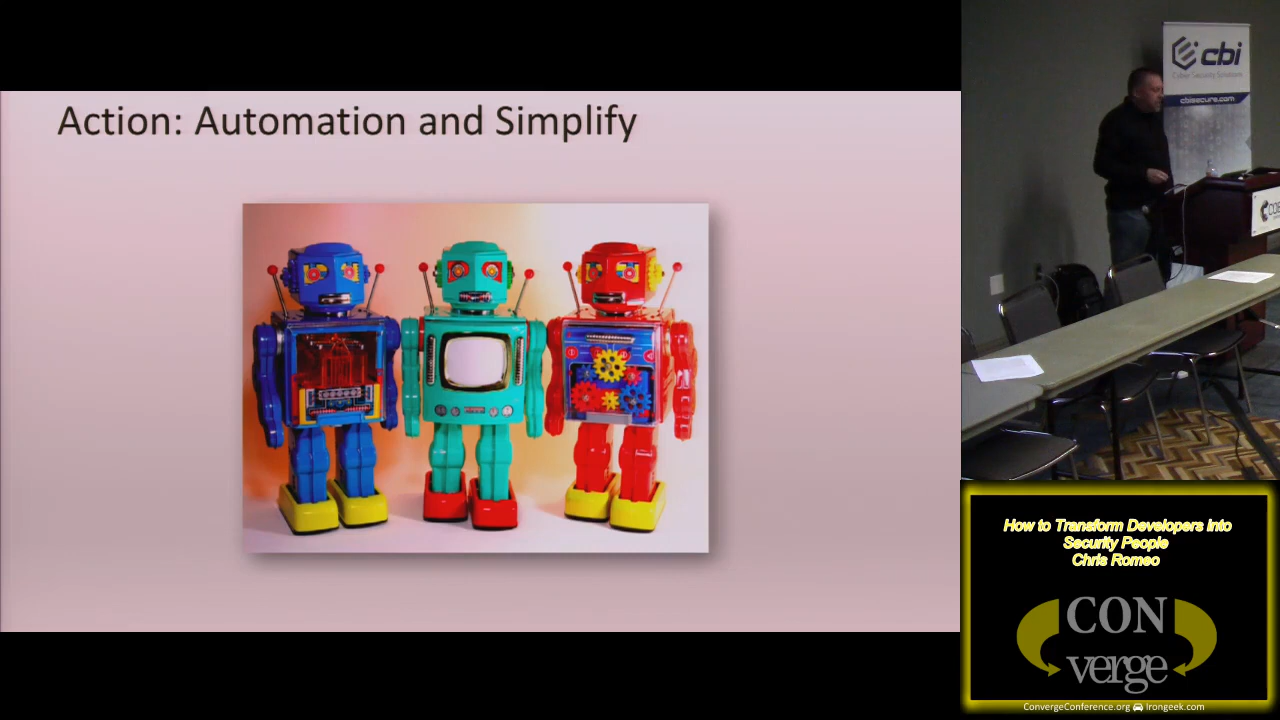 Action: Automation and Simplify
cbi
Cyber Security Solutions
cbisecure.com
How to Transform Developers Into
Security People
Chris Romeo
CON
verge
ConvergeConference.org Irongeek.com